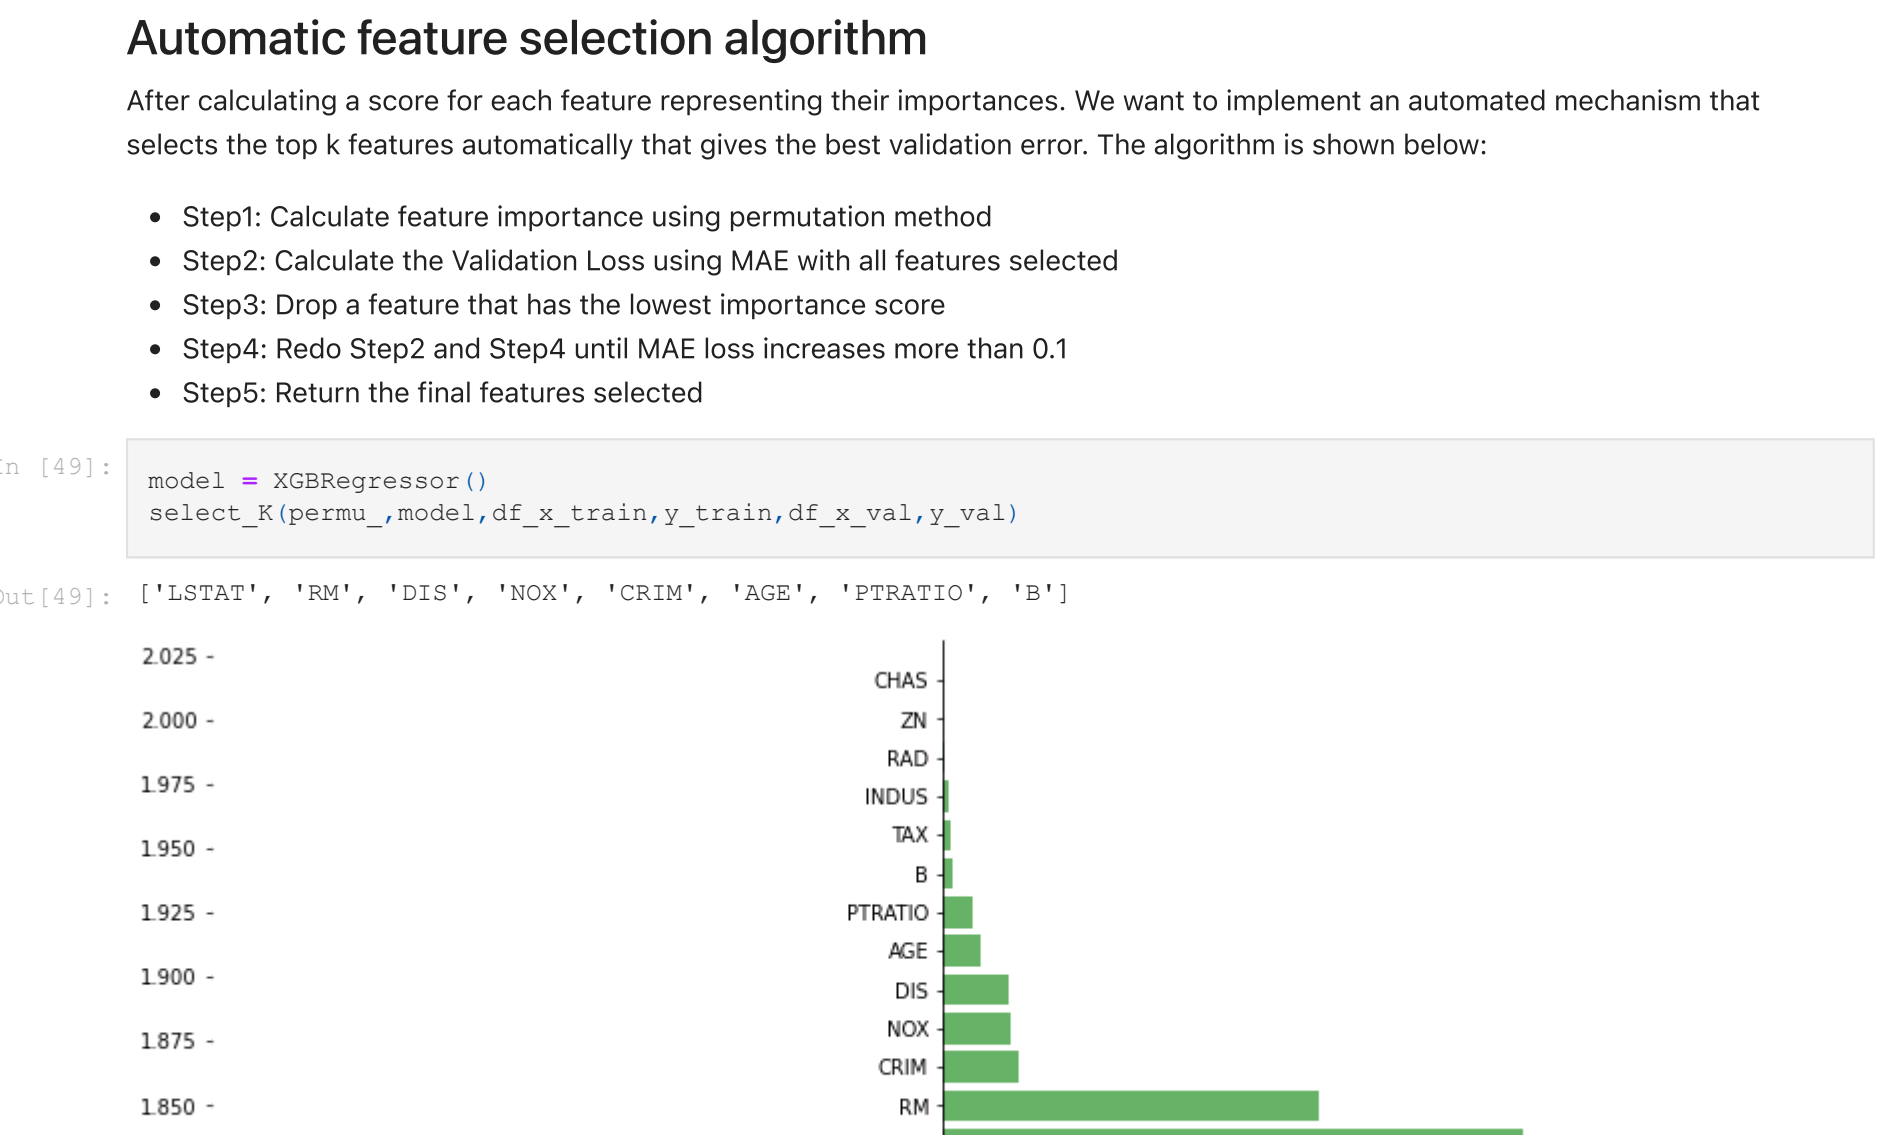 Automatic feature selection algorithm
After calculating a score for each feature representing their importances. We want to implement an automated mechanism that
selects the top k features automatically that gives the best validation error. The algorithm is shown below:
• Step1: Calculate feature importance using permutation method
• Step2: Calculate the Validation Loss using MAE with all features selected
• Step3: Drop a feature that has the lowest importance score
• Step4: Redo Step2 and Step4 until MAE loss increases more than 0.1
• Step5: Return the final features selected
n [49]:
model = XGBRegressor()
select_K(permu_,model,df_x_train,y_train,df_x_val,y_val)
Out[49]: ['LSTAT', 'RM', 'DIS', 'NOX', 'CRIM', 'AGE', 'PTRATIO', 'B']
2.025
2.000
1.975
1.950
1.925
1.900
1.875
1.850
CHAS
ZN
RAD
INDUS
TAX
B
PTRATIO
AGE
DIS
NOX
CRIM
RM